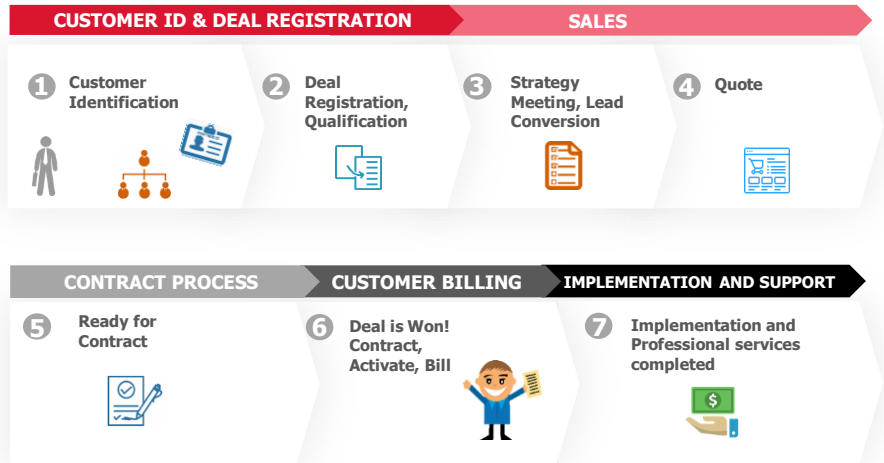 CUSTOMER ID & DEAL REGISTRATION
SALES
1
Customer
Identification
2
Deal
Registration,
Qualification
3
Strategy
Meeting, Lead
Conversion
4
Quote
CONTRACT PROCESS
CUSTOMER BILLING
IMPLEMENTATION AND SUPPORT
5
Ready for
Contract
6
Deal is Won!
Contract,
Activate, Bill
7
Implementation and
Professional services
completed
$